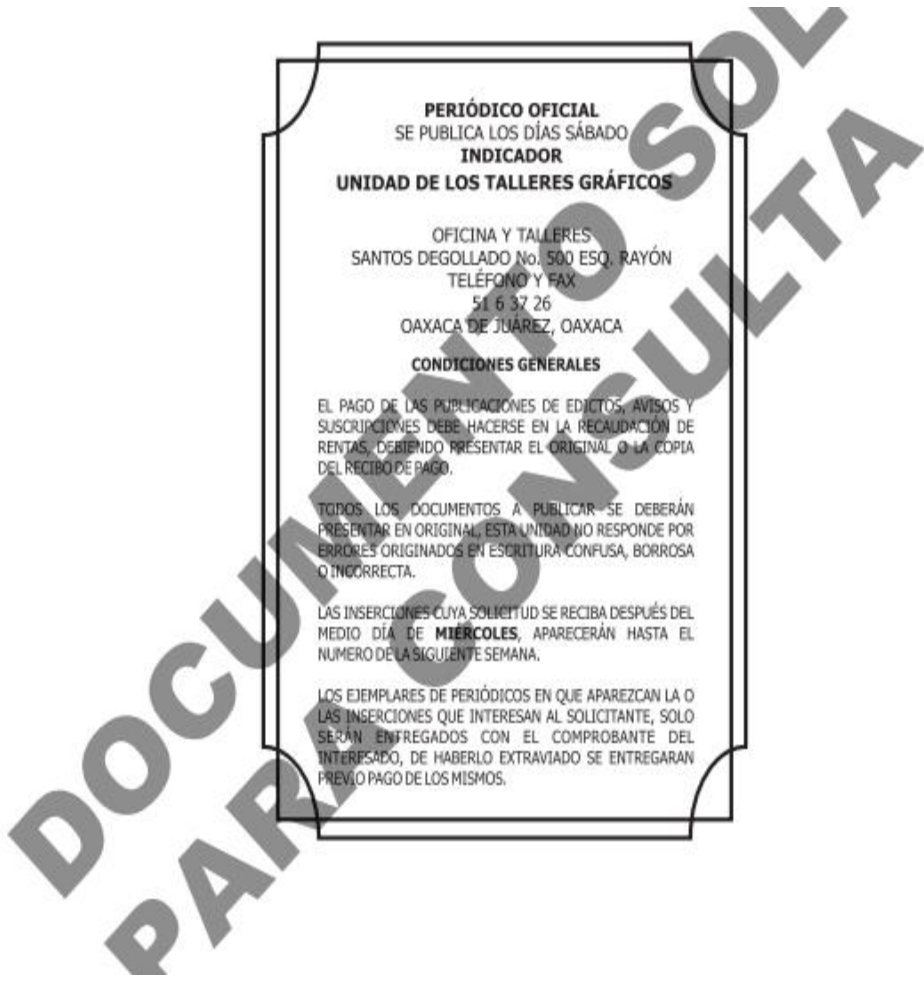 PERIÓDICO OFICIAL
SE PUBLICA LOS DÍAS SÁBADO
INDICADOR
UNIDAD DE LOS TALLERES GRÁFICOS
OFICINA Y TALLERES
SANTOS DEGOLLADO No. 500 ESQ. RAYÓN
TELÉFONO Y FAX
51 6 37 26
OAXACA DE JUÁREZ, OAXACA
CONDICIONES GENERALES
EL PAGO DE LAS PUBLICACIONES DE EDICTOS, AVISOS Y
SUSCRIPCIONES DEBE HACERSE EN LA RECAUDACIÓN DE
RENTAS, DEBIENDO PRESENTAR EL ORIGINAL O LA COPIA
DEL RECIBO DE PAGO.
TODOS LOS DOCUMENTOS A PUBLICAR SE DEBERÁN
PRESENTAR EN ORIGINAL, ESTA UNIDAD NO RESPONDE POR
ERRORES ORIGINADOS EN ESCRITURA CONFUSA, BORROSA
O INCORRECTA.
LAS INSERCIONES CUYA SOLICITUD SE RECIBA DESPUÉS DEL
MEDIO DÍA DE MIÉRCOLES, APARECERÁN HASTA EL
NUMERO DE LA SIGUIENTE SEMANA.
LOS EJEMPLARES DE PERIÓDICOS EN QUE APAREZCAN LA O
LAS INSERCIONES QUE INTERESAN AL SOLICITANTE, SOLO
SERÁN ENTREGADOS CON EL COMPROBANTE DEL
INTERESADO, DE HABERLO EXTRAVIADO SE ENTREGARAN
PREVIO PAGO DE LOS MISMOS.
DOCUMENTO SOL
PARA CONSULTA